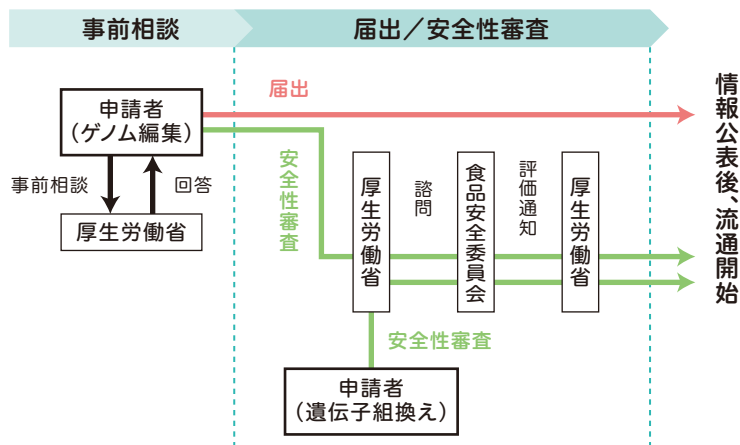 事前相談
届出／安全性審査
申請者
（ゲノム編集）
事前相談
回答
厚生労働省
届出
安全性審査
厚生労働省
諮問
食品安全委員会
評価通知
厚生労働省
安全性審査
申請者
（遺伝子組換え）
情報公表後、流通開始